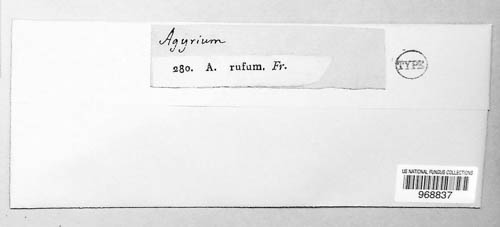 Agyrium
280. A. rufum. Fr.
TYPE
US NATIONAL FUNGUS COLLECTIONS
968837